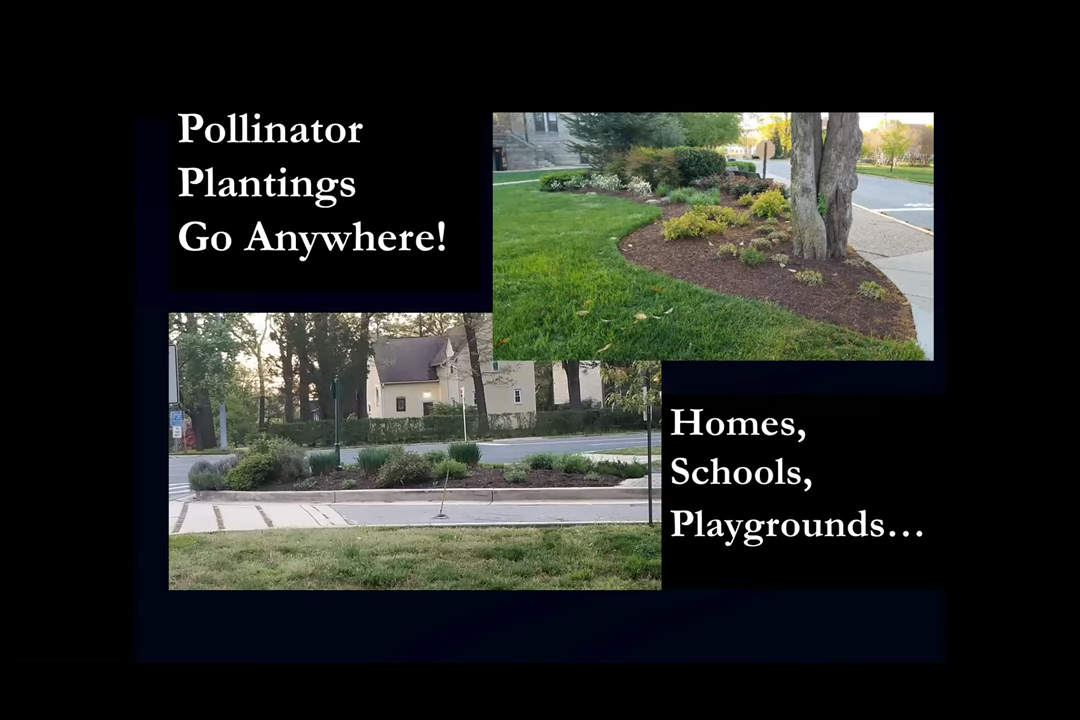 Pollinator
Plantings
Go Anywhere!
Homes,
Schools,
Playgrounds…